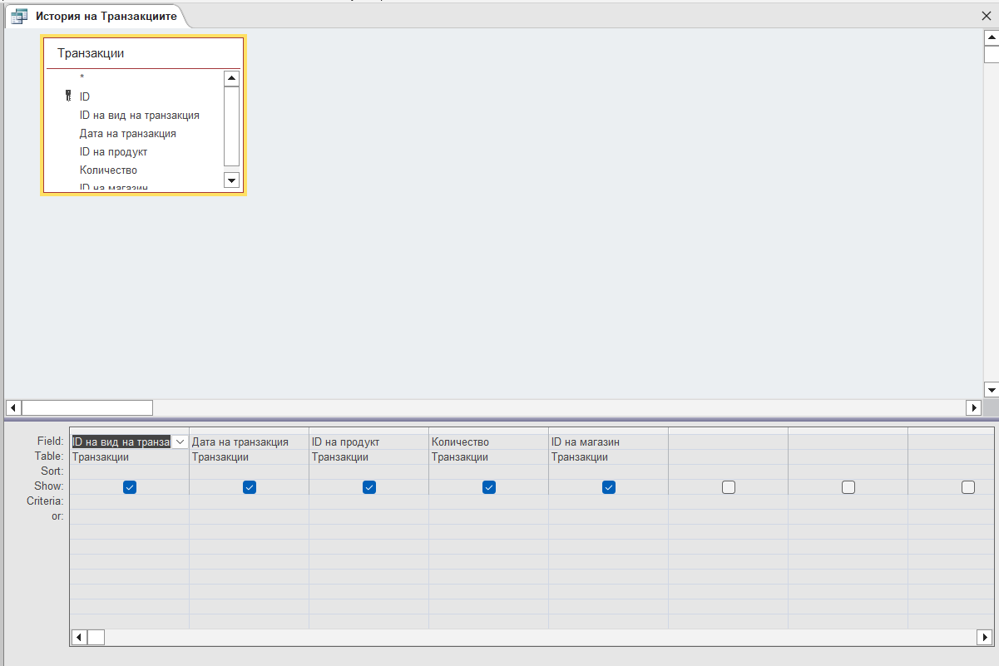 История на Транзакциите
Транзакции
*
ID
ID на вид на транзакция
Дата на транзакция
ID на продукт
Количество
ID на магазин
Field: ID на вид на транза Дата на транзакция ID на продукт Количество ID на магазин
Table: Транзакции Транзакции Транзакции Транзакции Транзакции
Sort:
Show:
Criteria:
or: